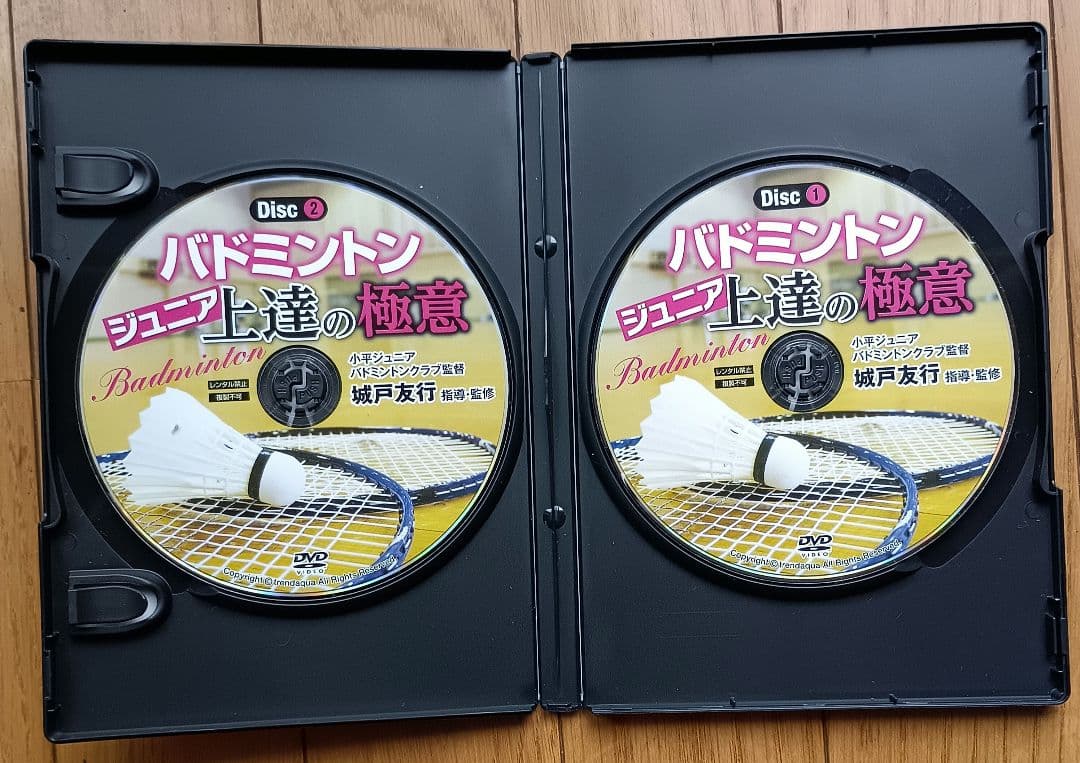 Disc 2
バドミントン
ジュニア上達の極意
Badminton
小平ジュニア
バドミントンクラブ監督
城戸友行 指導・監修
レンタル禁止
複製不可
DVD
VIDEO
Copyright©trendaqua All Rights Reserved.
Disc 1
バドミントン
ジュニア上達の極意
Badminton
小平ジュニア
バドミントンクラブ監督
城戸友行 指導・監修
レンタル禁止
複製不可
DVD
VIDEO
Copyright©trendaqua All Rights Reserved.